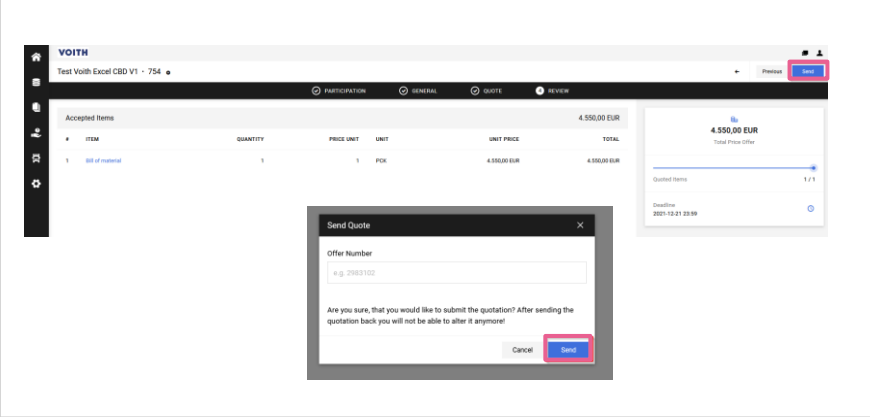 VOITH
Test Voith Excel CBD V1 · 754
Previous
Send
PARTICIPATION
GENERAL
QUOTE
4 REVIEW
Accepted Items 4.550,00 EUR
# ITEM QUANTITY PRICE UNIT UNIT UNIT PRICE TOTAL
1 Bill of material 1 1 PCK 4.550,00 EUR 4.550,00 EUR
4.550,00 EUR
Total Price Offer
Quoted Items 1 / 1
Deadline
2021-12-21 23:59
Send Quote
Offer Number
e.g. 2983102
Are you sure, that you would like to submit the quotation? After sending the
quotation back you will not be able to alter it anymore!
Cancel
Send